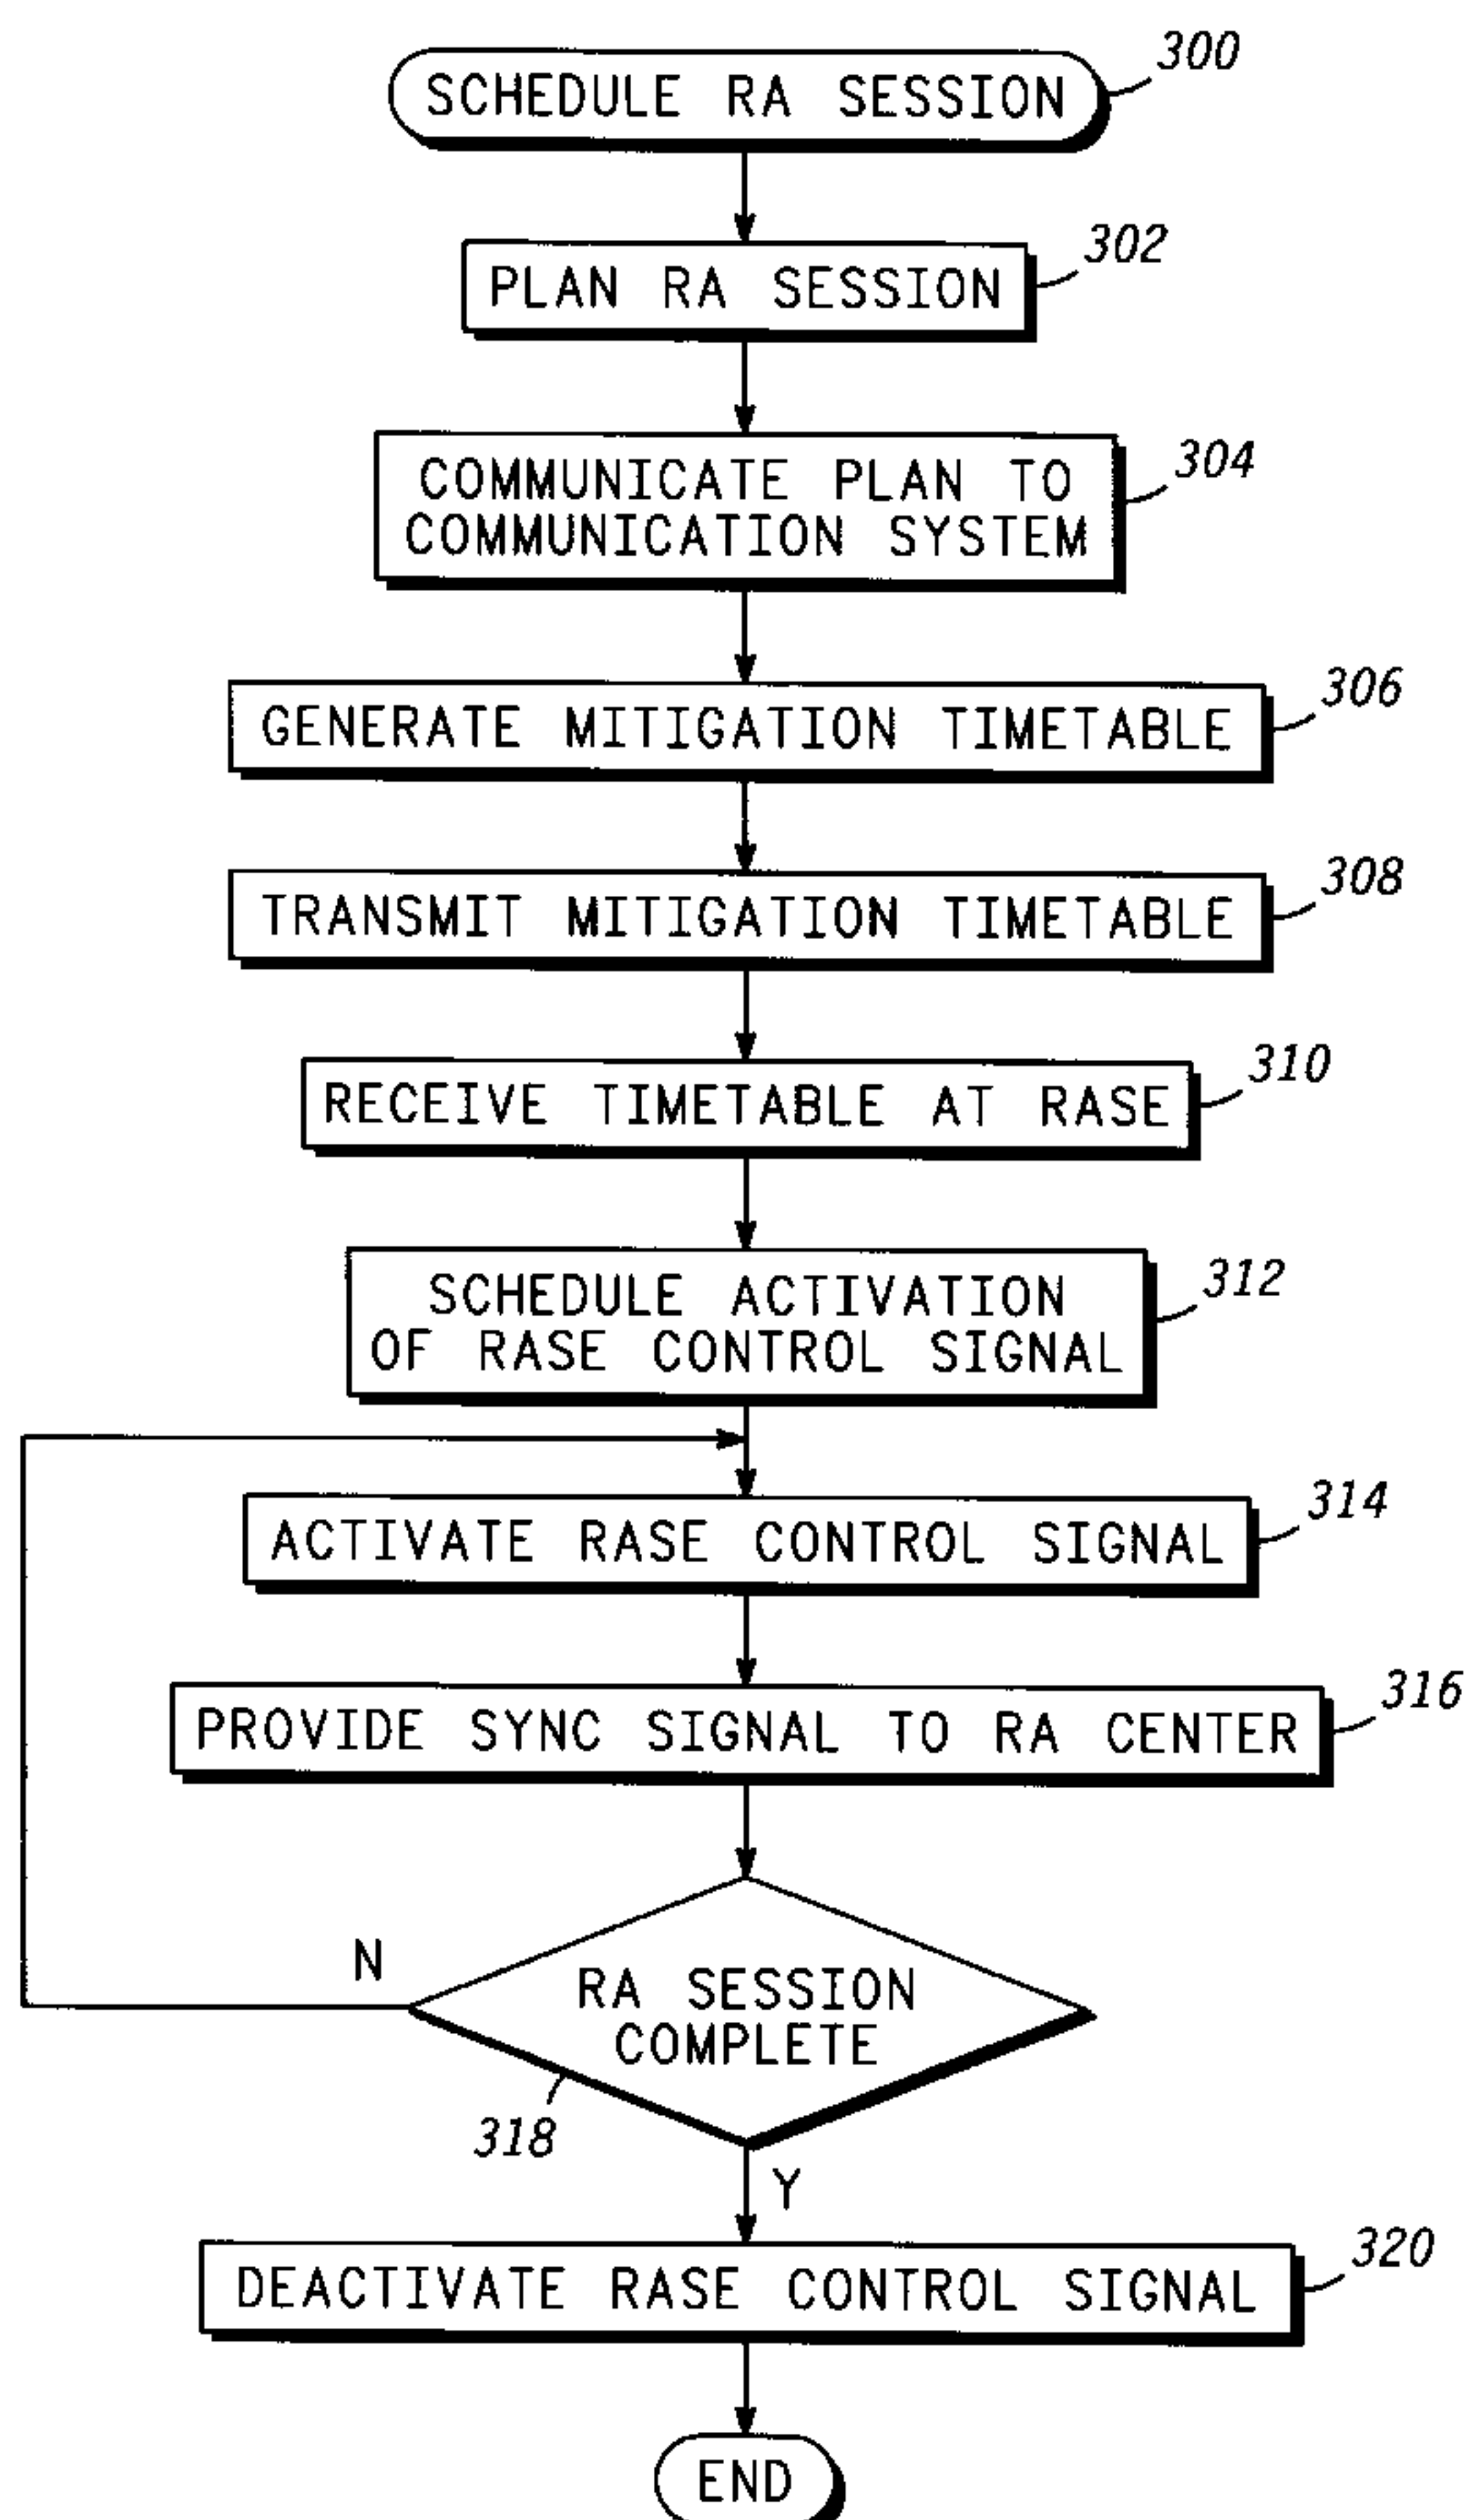 300
SCHEDULE RA SESSION
302
PLAN RA SESSION
304
COMMUNICATE PLAN TO
COMMUNICATION SYSTEM
306
GENERATE MITIGATION TIMETABLE
308
TRANSMIT MITIGATION TIMETABLE
310
RECEIVE TIMETABLE AT RASE
312
SCHEDULE ACTIVATION
OF RASE CONTROL SIGNAL
314
ACTIVATE RASE CONTROL SIGNAL
316
PROVIDE SYNC SIGNAL TO RA CENTER
N
RA SESSION
COMPLETE
318
Y
320
DEACTIVATE RASE CONTROL SIGNAL
END